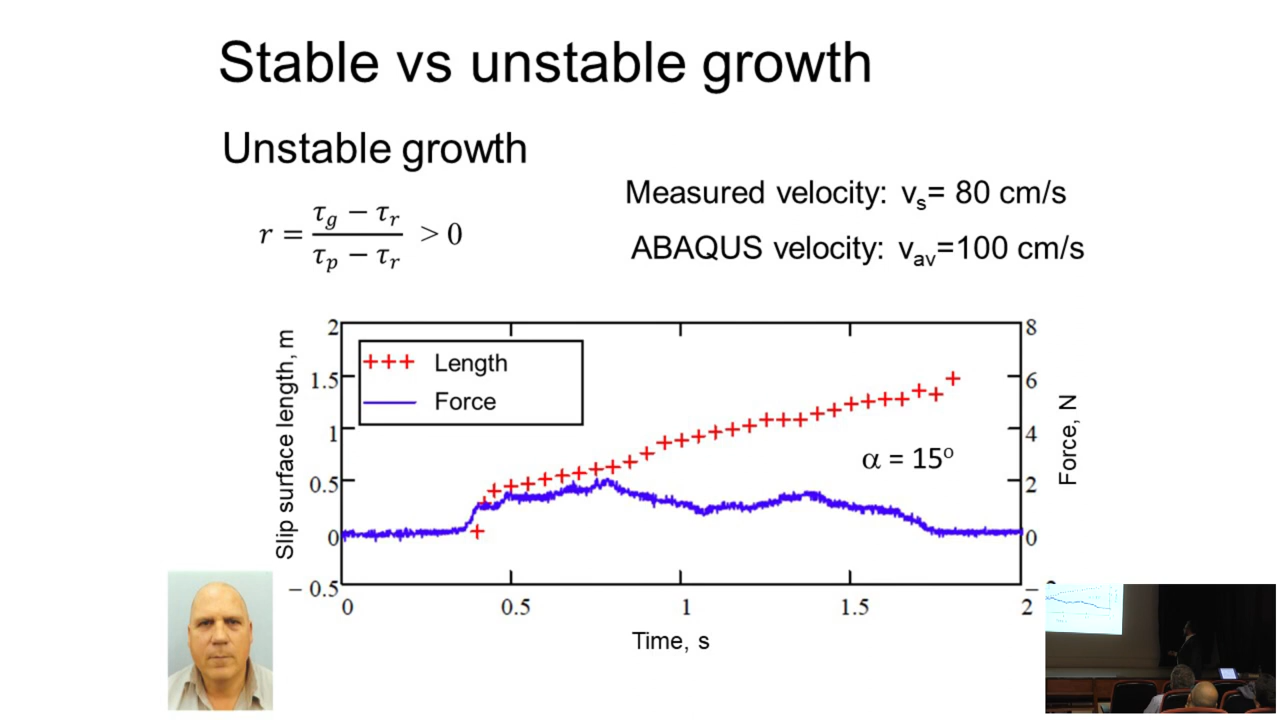 Stable vs unstable growth
Unstable growth
r = (τg − τr) / (τp − τr) > 0
Measured velocity: vs= 80 cm/s
ABAQUS velocity: vav=100 cm/s
Slip surface length, m
2
1.5
1
0.5
0
− 0.5
+++ Length
Force
α = 15º
8
6
4
2
0
Force, N
0 0.5 1 1.5 2
Time, s